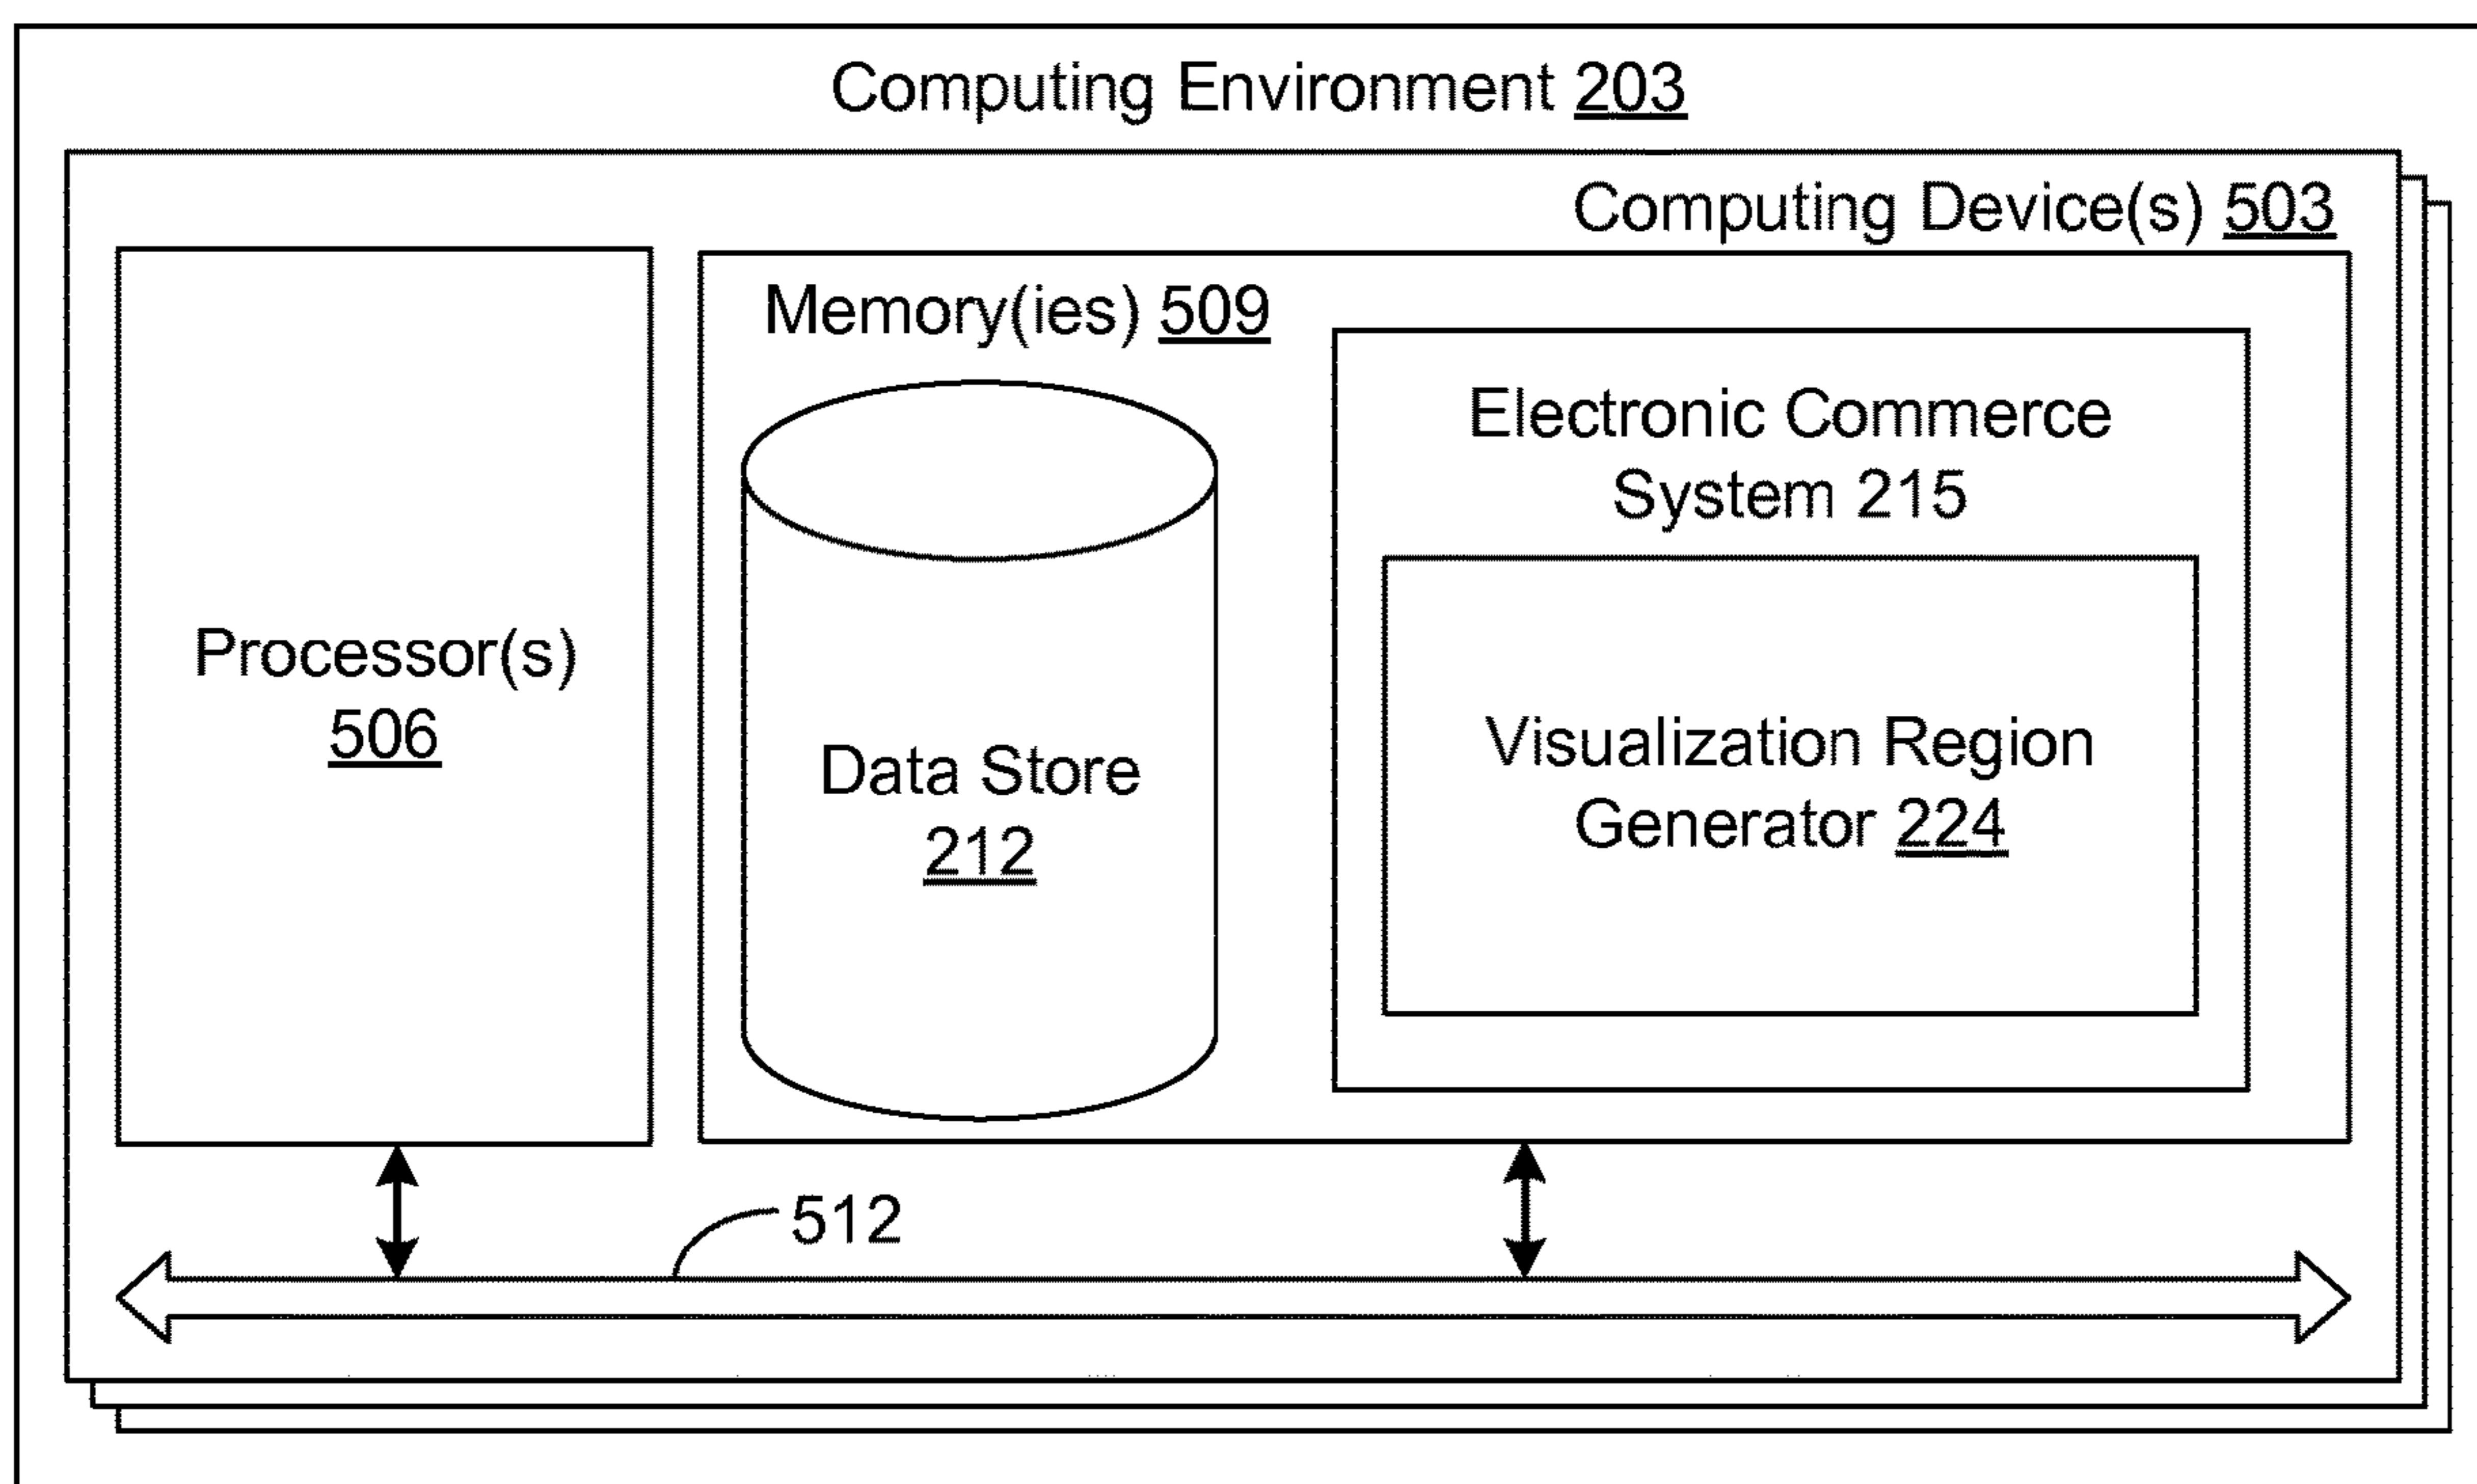 Computing Environment 203
Computing Device(s) 503
Memory(ies) 509
Electronic Commerce
System 215
Processor(s)
506
Data Store
212
Visualization Region
Generator 224
512